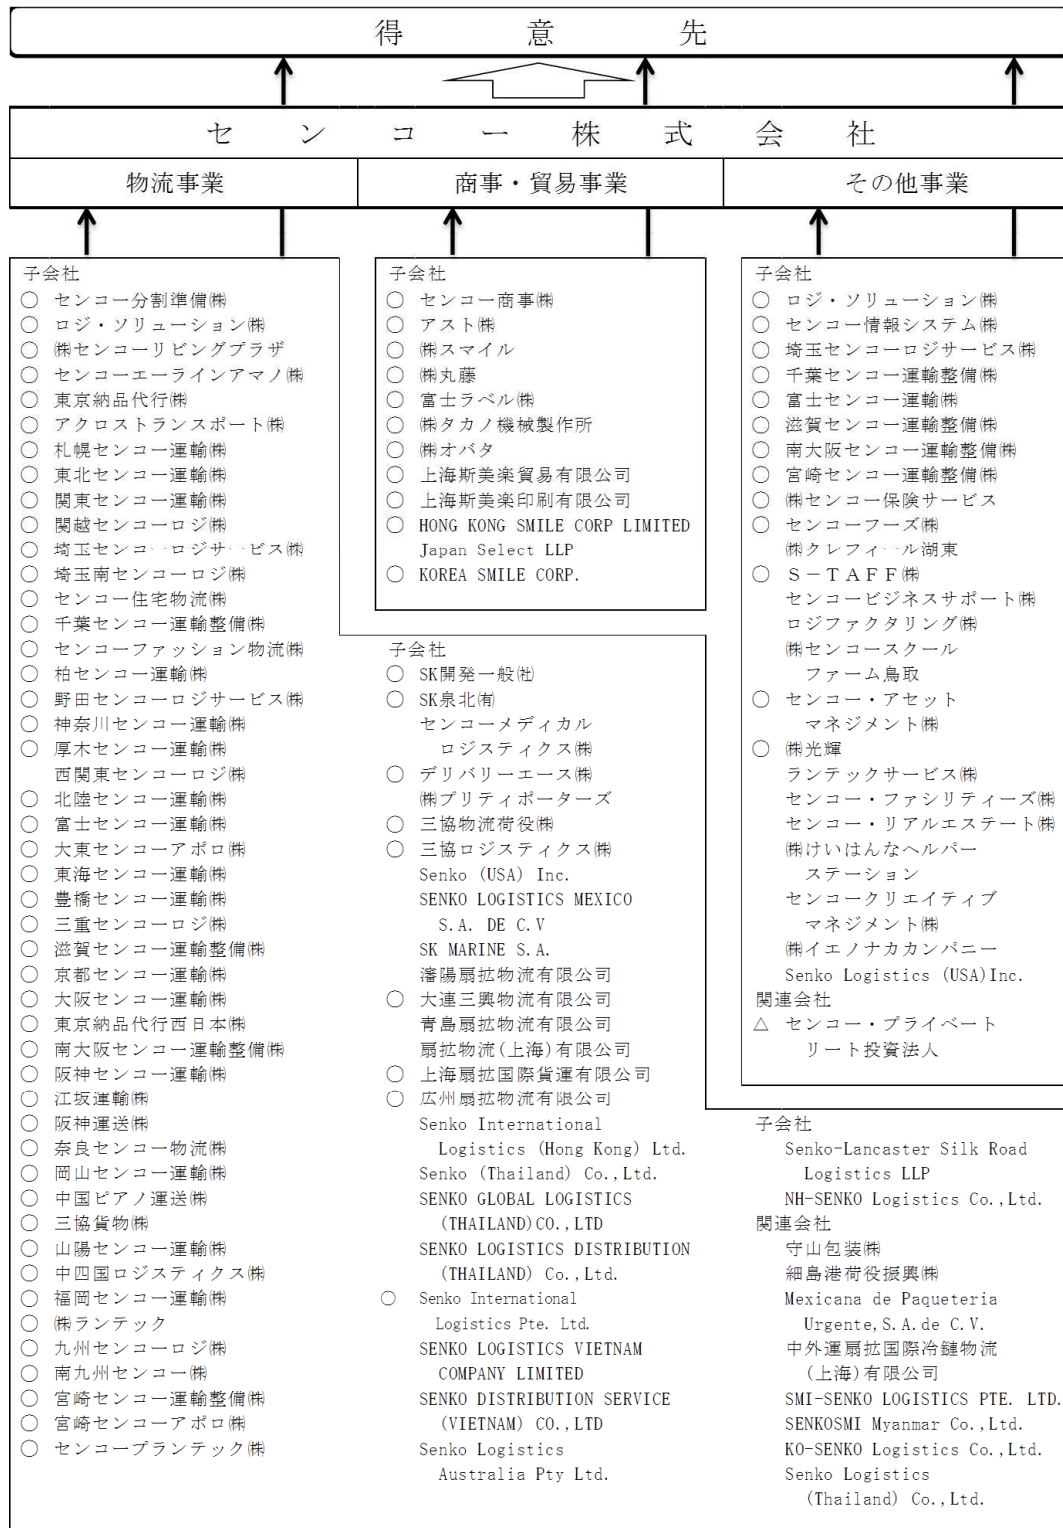 得意先
センコー株式会社
物流事業
商事・貿易事業
その他事業
子会社
○ センコー分割準備㈱
○ ロジ・ソリューション㈱
○ ㈱センコーリビングプラザ
○ センコーエーラインアマノ㈱
○ 東京納品代行㈱
○ アクロストランスポート㈱
○ 札幌センコー運輸㈱
○ 東北センコー運輸㈱
○ 関東センコー運輸㈱
○ 関越センコーロジ㈱
○ 埼玉センコーロジサービス㈱
○ 埼玉南センコーロジ㈱
○ センコー住宅物流㈱
○ 千葉センコー運輸整備㈱
○ センコーファッション物流㈱
○ 柏センコー運輸㈱
○ 野田センコーロジサービス㈱
○ 神奈川センコー運輸㈱
○ 厚木センコー運輸㈱
西関東センコーロジ㈱
○ 北陸センコー運輸㈱
○ 富士センコー運輸㈱
○ 大東センコーアポロ㈱
○ 東海センコー運輸㈱
○ 豊橋センコー運輸㈱
○ 三重センコーロジ㈱
○ 滋賀センコー運輸整備㈱
○ 京都センコー運輸㈱
○ 大阪センコー運輸㈱
○ 東京納品代行西日本㈱
○ 南大阪センコー運輸整備㈱
○ 阪神センコー運輸㈱
○ 江坂運輸㈱
○ 阪神運送㈱
○ 奈良センコー物流㈱
○ 岡山センコー運輸㈱
○ 中国ピアノ運送㈱
○ 三協貨物㈱
○ 山陽センコー運輸㈱
○ 中四国ロジスティクス㈱
○ 福岡センコー運輸㈱
○ ㈱ランテック
○ 九州センコーロジ㈱
○ 南九州センコー㈱
○ 宮崎センコー運輸整備㈱
○ 宮崎センコーアポロ㈱
○ センコープランテック㈱
子会社
○ センコー商事㈱
○ アスト㈱
○ ㈱スマイル
○ ㈱丸藤
○ 富士ラベル㈱
○ ㈱タカノ機械製作所
○ ㈱オバタ
○ 上海斯美楽貿易有限公司
○ 上海斯美楽印刷有限公司
○ HONG KONG SMILE CORP LIMITED
Japan Select LLP
○ KOREA SMILE CORP.
子会社
○ SK開発一般㈳
○ SK泉北㈲
センコーメディカル
ロジスティクス㈱
○ デリバリーエース㈱
㈱プリティポーターズ
○ 三協物流荷役㈱
○ 三協ロジスティクス㈱
Senko (USA) Inc.
SENKO LOGISTICS MEXICO
S.A. DE C.V
SK MARINE S.A.
瀋陽扇拡物流有限公司
○ 大連三興物流有限公司
青島扇拡物流有限公司
扇拡物流(上海)有限公司
○ 上海扇拡国際貨運有限公司
○ 広州扇拡物流有限公司
Senko International
Logistics (Hong Kong) Ltd.
Senko (Thailand) Co.,Ltd.
SENKO GLOBAL LOGISTICS
(THAILAND)CO.,LTD
SENKO LOGISTICS DISTRIBUTION
(THAILAND) Co.,Ltd.
○ Senko International
Logistics Pte. Ltd.
SENKO LOGISTICS VIETNAM
COMPANY LIMITED
SENKO DISTRIBUTION SERVICE
(VIETNAM) CO.,LTD
Senko Logistics
Australia Pty Ltd.
子会社
○ ロジ・ソリューション㈱
○ センコー情報システム㈱
○ 埼玉センコーロジサービス㈱
○ 千葉センコー運輸整備㈱
○ 富士センコー運輸㈱
○ 滋賀センコー運輸整備㈱
○ 南大阪センコー運輸整備㈱
○ 宮崎センコー運輸整備㈱
○ ㈱センコー保険サービス
○ センコーフーズ㈱
㈱クレフィール湖東
○ S－TAFF㈱
センコービジネスサポート㈱
ロジファクタリング㈱
㈱センコースクール
ファーム鳥取
○ センコー・アセット
マネジメント㈱
○ ㈱光輝
ランテックサービス㈱
センコー・ファシリティーズ㈱
センコー・リアルエステート㈱
㈱けいはんなヘルパー
ステーション
センコークリエイティブ
マネジメント㈱
㈱イエノナカカンパニー
Senko Logistics (USA)Inc.
関連会社
△ センコー・プライベート
リート投資法人
子会社
Senko-Lancaster Silk Road
Logistics LLP
NH-SENKO Logistics Co.,Ltd.
関連会社
守山包装㈱
細島港荷役振興㈱
Mexicana de Paqueteria
Urgente,S.A.de C.V.
中外運扇拡国際冷鏈物流
(上海)有限公司
SMI-SENKO LOGISTICS PTE. LTD.
SENKOSMI Myanmar Co.,Ltd.
KO-SENKO Logistics Co.,Ltd.
Senko Logistics
(Thailand) Co.,Ltd.